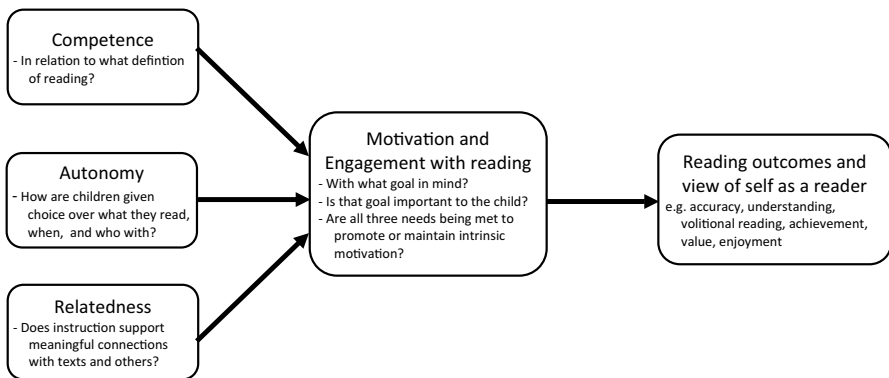 Competence
- In relation to what defintion
of reading?
Autonomy
- How are children given
choice over what they read,
when, and who with?
Relatedness
- Does instruction support
meaningful connections
with texts and others?
Motivation and
Engagement with reading
- With what goal in mind?
- Is that goal important to the child?
- Are all three needs being met to
promote or maintain intrinsic
motivation?
Reading outcomes and
view of self as a reader
e.g. accuracy, understanding,
volitional reading, achievement,
value, enjoyment